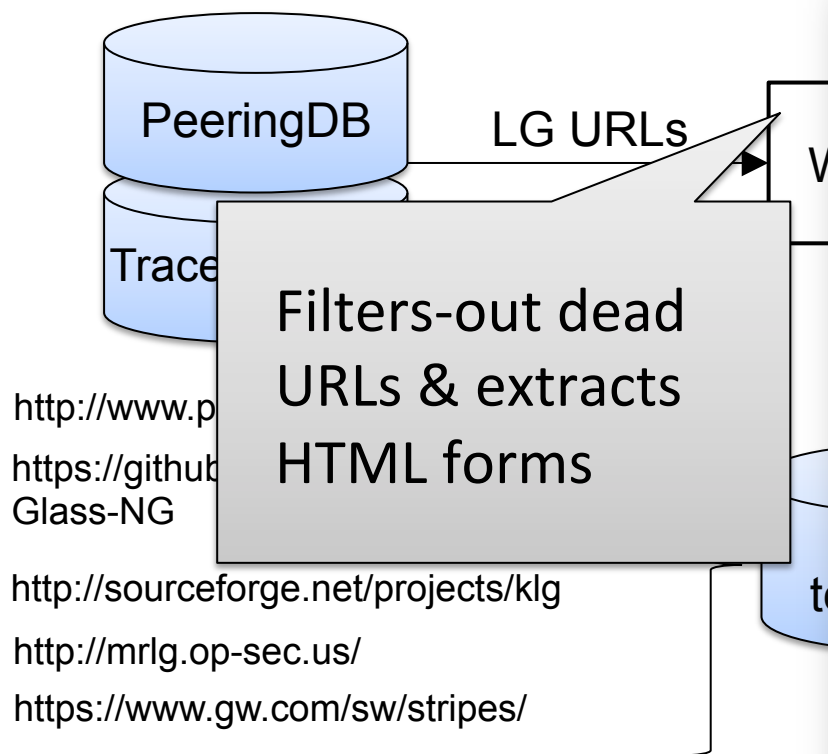 PeeringDB
LG URLs
W
Trace
Filters-out dead
URLs & extracts
HTML forms
http://www.p
https://github
Glass-NG
http://sourceforge.net/projects/klg
http://mrlg.op-sec.us/
https://www.gw.com/sw/stripes/